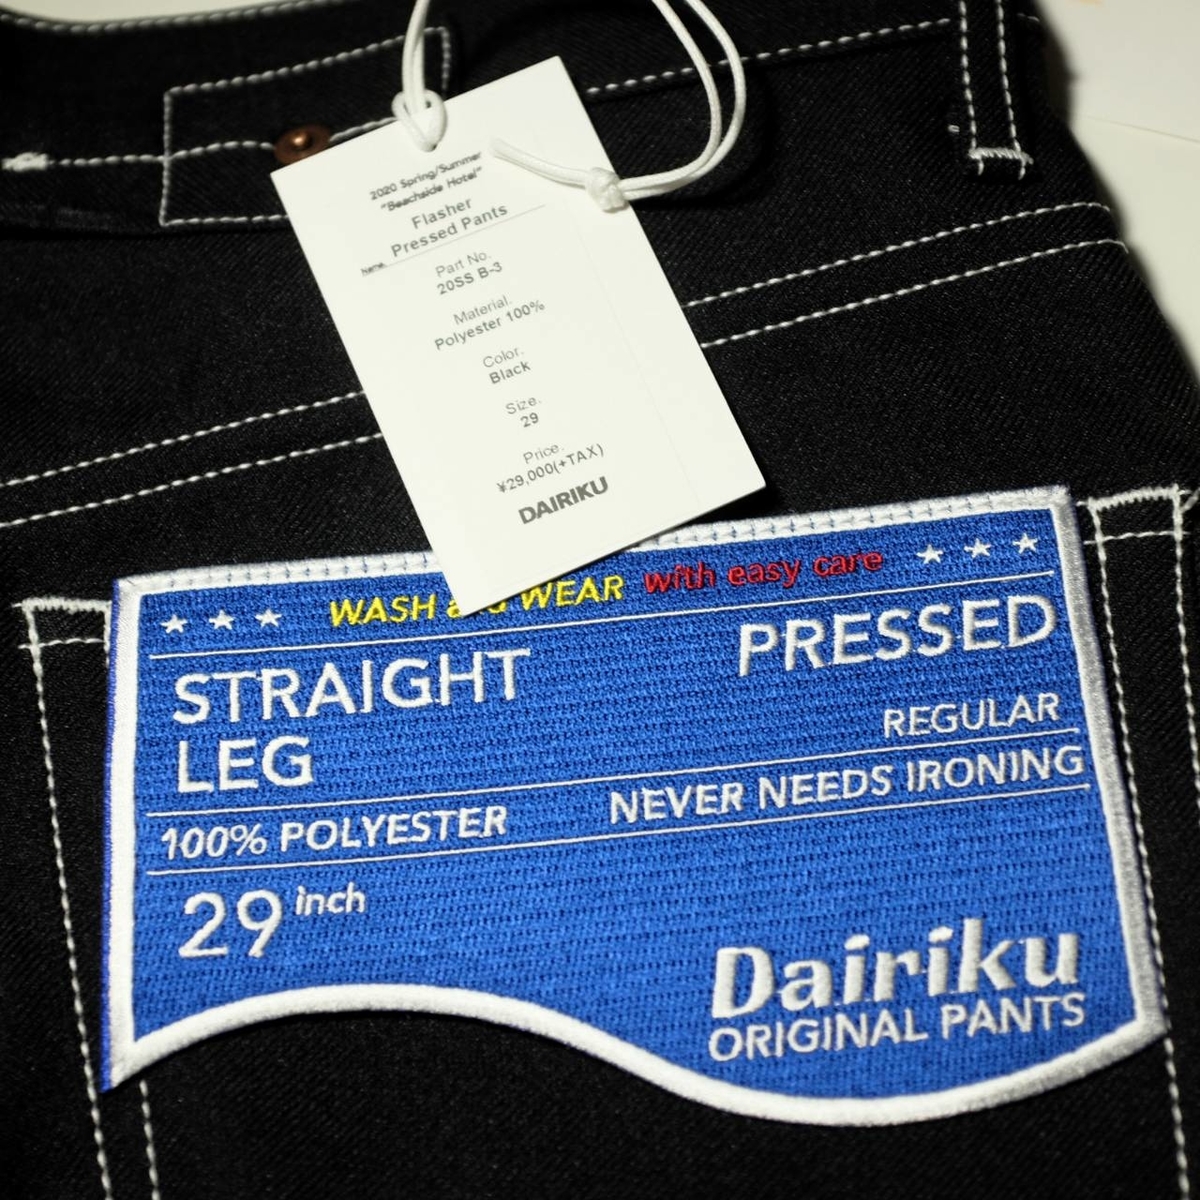 2020 Spring/Summer
"Beachside Hotel"
Flasher
Pressed Pants
Name.
Part No.
20SS B-3
Material.
Polyester 100%
Color.
Black
Size.
29
Price.
¥29,000(+TAX)
DAIRIKU
★ ★ ★ WASH and WEAR with easy care ★ ★ ★
STRAIGHT
LEG
PRESSED
REGULAR
100% POLYESTER NEVER NEEDS IRONING
29 inch
Dairiku
ORIGINAL PANTS